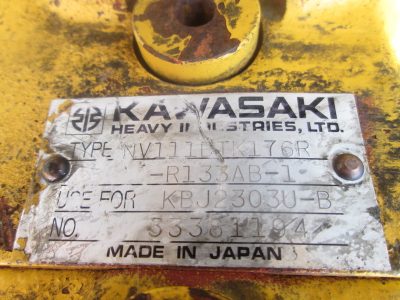 KAWASAKI
HEAVY INDUSTRIES, LTD.
TYPE NV111DTK176R
-R133AB-1
USE FOR KBJ2303U-B
NO. 33381194
MADE IN JAPAN